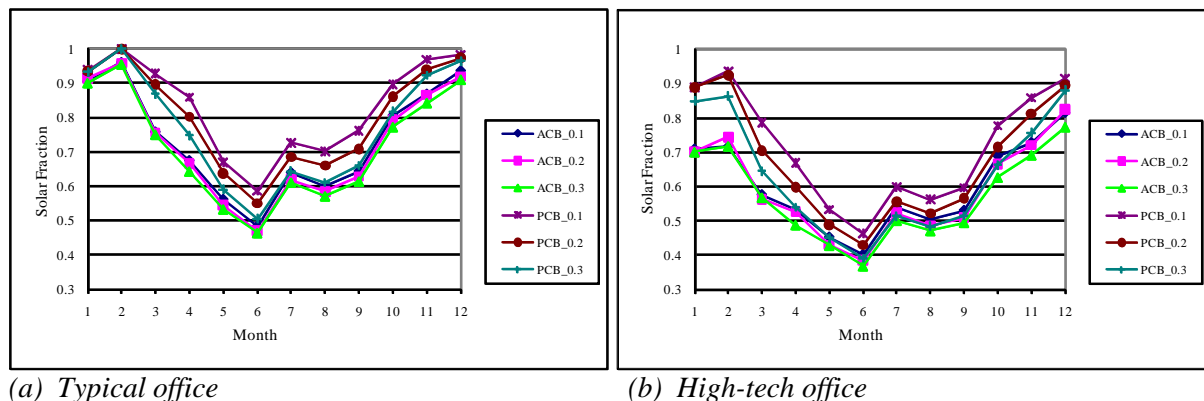 1
0.9
0.8
0.7
0.6
0.5
0.4
0.3
Solar Fraction
1 2 3 4 5 6 7 8 9 10 11 12
Month
ACB_0.1
ACB_0.2
ACB_0.3
PCB_0.1
PCB_0.2
PCB_0.3
(a) Typical office
1
0.9
0.8
0.7
0.6
0.5
0.4
0.3
Solar Fraction
1 2 3 4 5 6 7 8 9 10 11 12
Month
ACB_0.1
ACB_0.2
ACB_0.3
PCB_0.1
PCB_0.2
PCB_0.3
(b) High-tech office